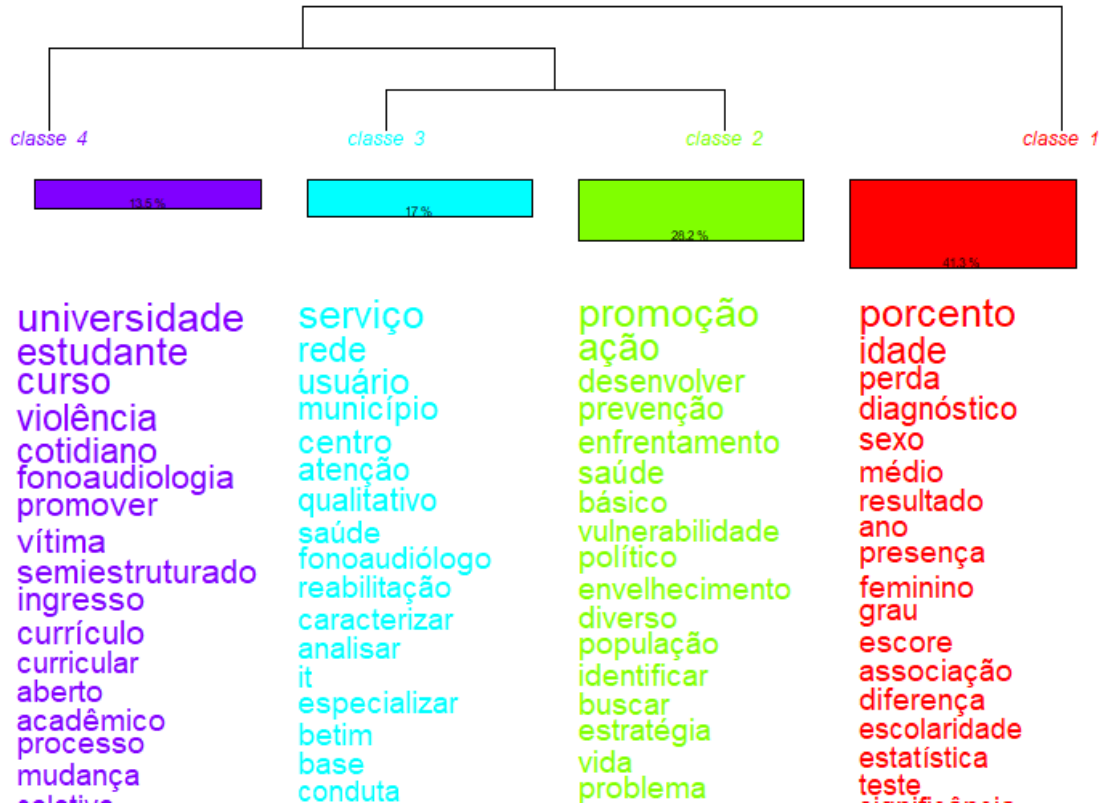 classe 4
classe 3
classe 2
classe 1
13.5 %
17 %
28.2 %
41.3 %
universidade
estudante
curso
violência
cotidiano
fonoaudiologia
promover
vítima
semiestruturado
ingresso
currículo
curricular
aberto
acadêmico
processo
mudança
serviço
rede
usuário
município
centro
atenção
qualitativo
saúde
fonoaudiólogo
reabilitação
caracterizar
analisar
it
especializar
betim
base
conduta
promoção
ação
desenvolver
prevenção
enfrentamento
saúde
básico
vulnerabilidade
político
envelhecimento
diverso
população
identificar
buscar
estratégia
vida
problema
porcento
idade
perda
diagnóstico
sexo
médio
resultado
ano
presença
feminino
grau
escore
associação
diferença
escolaridade
estatística
teste